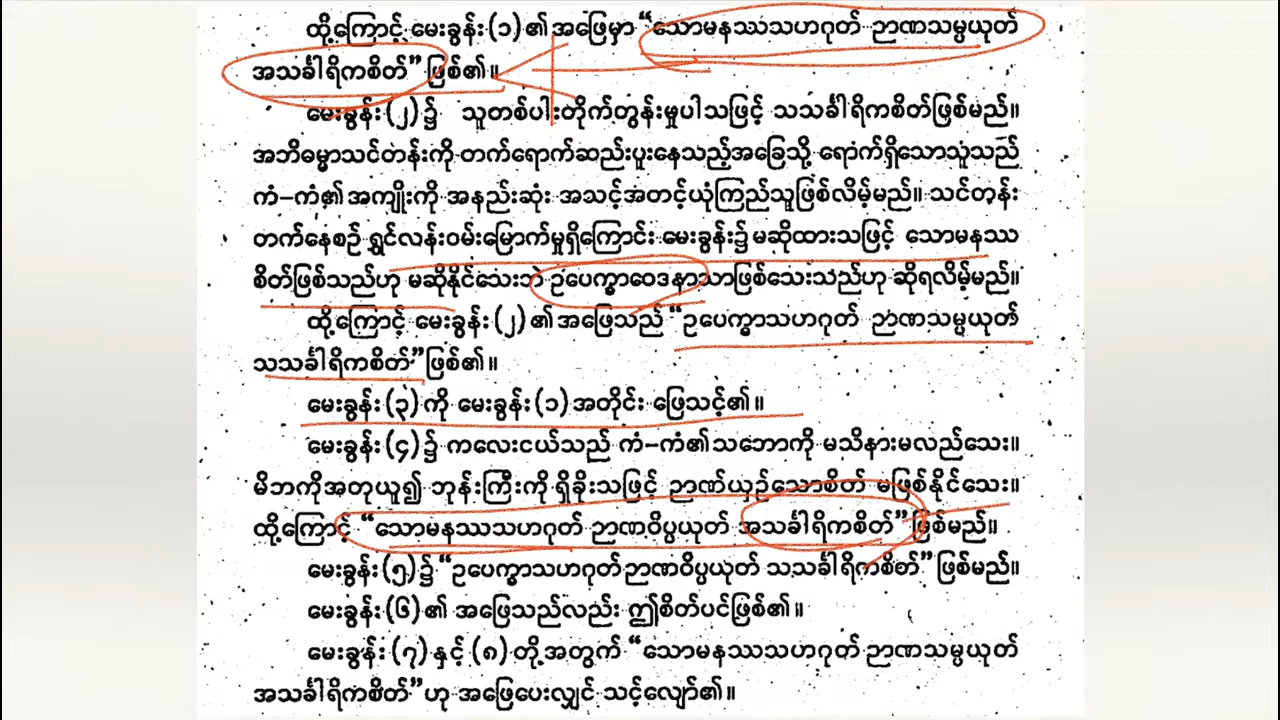 ထို့ကြောင့် မေးခွန်း(၁)၏ အဖြေမှာ “သောမနဿသဟဂုတ် ဉာဏသမ္ပယုတ်
အသင်္ခါရိကစိတ်” ဖြစ်၏။
မေးခွန်း(၂)၌ သူတစ်ပါးတိုက်တွန်းမှုပါသဖြင့် သသင်္ခါရိကစိတ်ဖြစ်မည်။
အဘိဓမ္မာသင်တန်းကို တက်ရောက်ဆည်းပူးနေသည့်အခြေသို့ ရောက်ရှိသောသူသည်
ကံ–ကံ၏အကျိုးကို အနည်းဆုံး အသင့်အတင့်ယုံကြည်သူဖြစ်လိမ့်မည်။ သင်တန်း
တက်နေစဉ် ရွှင်လန်းဝမ်းမြောက်မှုရှိကြောင်း မေးခွန်း၌မဆိုထားသဖြင့် သောမနဿ
စိတ်ဖြစ်သည်ဟု မဆိုနိုင်သေးဘဲ ဥပေက္ခာဝေဒနာသာဖြစ်သေးသည်ဟု ဆိုရလိမ့်မည်။
ထို့ကြောင့် မေးခွန်း(၂)၏အဖြေသည် “ဥပေက္ခာသဟဂုတ် ဉာဏသမ္ပယုတ်
သသင်္ခါရိကစိတ်”ဖြစ်၏။
မေးခွန်း(၃)ကို မေးခွန်း(၁)အတိုင်း ဖြေသင့်၏။
မေးခွန်း(၄)၌ ကလေးငယ်သည် ကံ–ကံ၏သဘောကို မသိနားမလည်သေး။
မိဘကိုအတုယူ၍ ဘုန်းကြီးကို ရှိခိုးသဖြင့် ဉာဏ်ယှဉ်သောစိတ် မဖြစ်နိုင်သေး။
ထို့ကြောင့် “သောမနဿသဟဂုတ် ဉာဏဝိပ္ပယုတ် အသင်္ခါရိကစိတ်”ဖြစ်မည်။
မေးခွန်း(၅)၌ “ဥပေက္ခာသဟဂုတ်ဉာဏဝိပ္ပယုတ် သသင်္ခါရိကစိတ်” ဖြစ်မည်။
မေးခွန်း(၆)၏ အဖြေသည်လည်း ဤစိတ်ပင်ဖြစ်၏။
မေးခွန်း(၇)နှင့်(၈)တို့အတွက် “သောမနဿသဟဂုတ် ဉာဏသမ္ပယုတ်
အသင်္ခါရိကစိတ်”ဟု အဖြေပေးလျှင် သင့်လျော်၏။